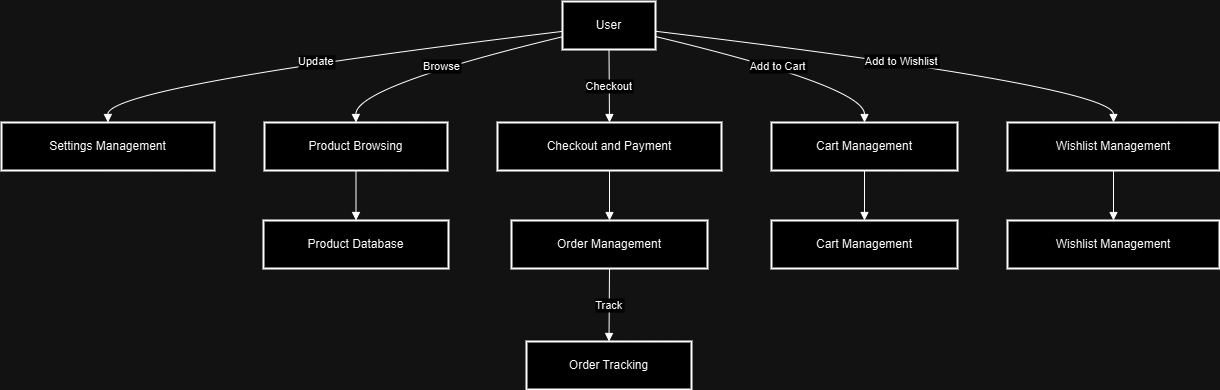 User
Update
Browse
Checkout
Add to Cart
Add to Wishlist
Settings Management
Product Browsing
Checkout and Payment
Cart Management
Wishlist Management
Product Database
Order Management
Cart Management
Wishlist Management
Track
Order Tracking